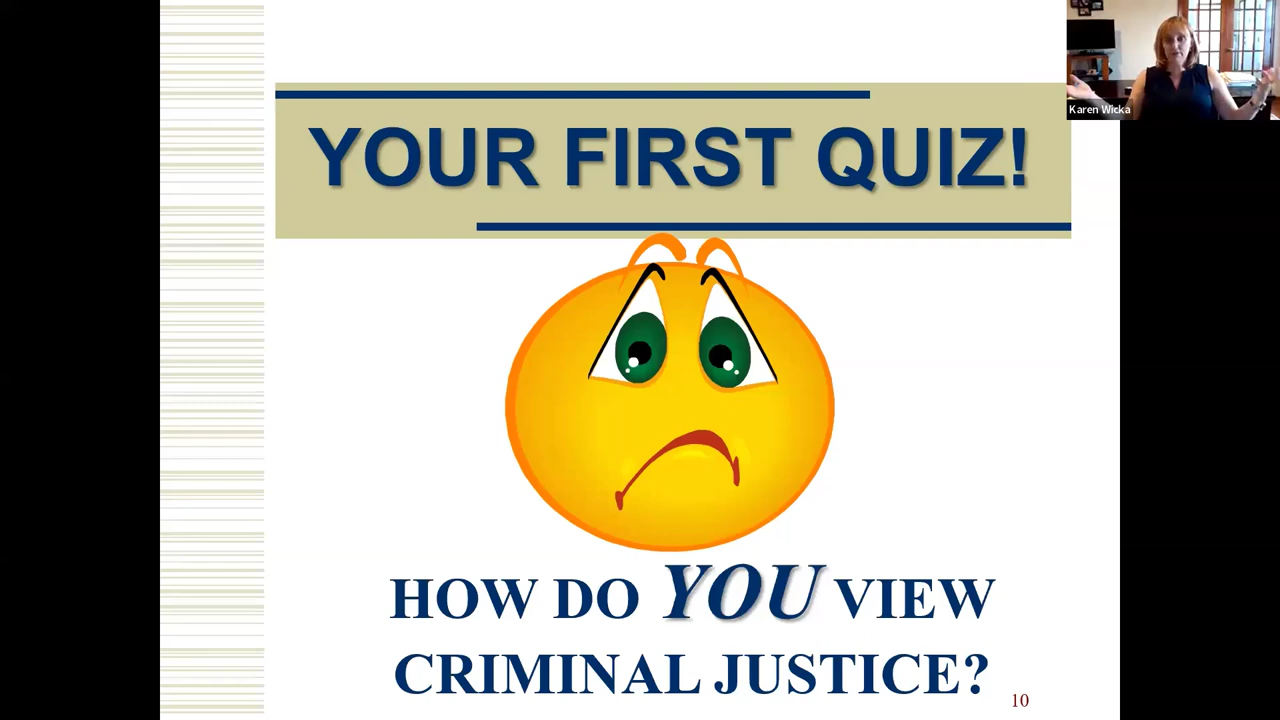 Karen Wicka
YOUR FIRST QUIZ!
HOW DO YOU VIEW
CRIMINAL JUSTICE?
10